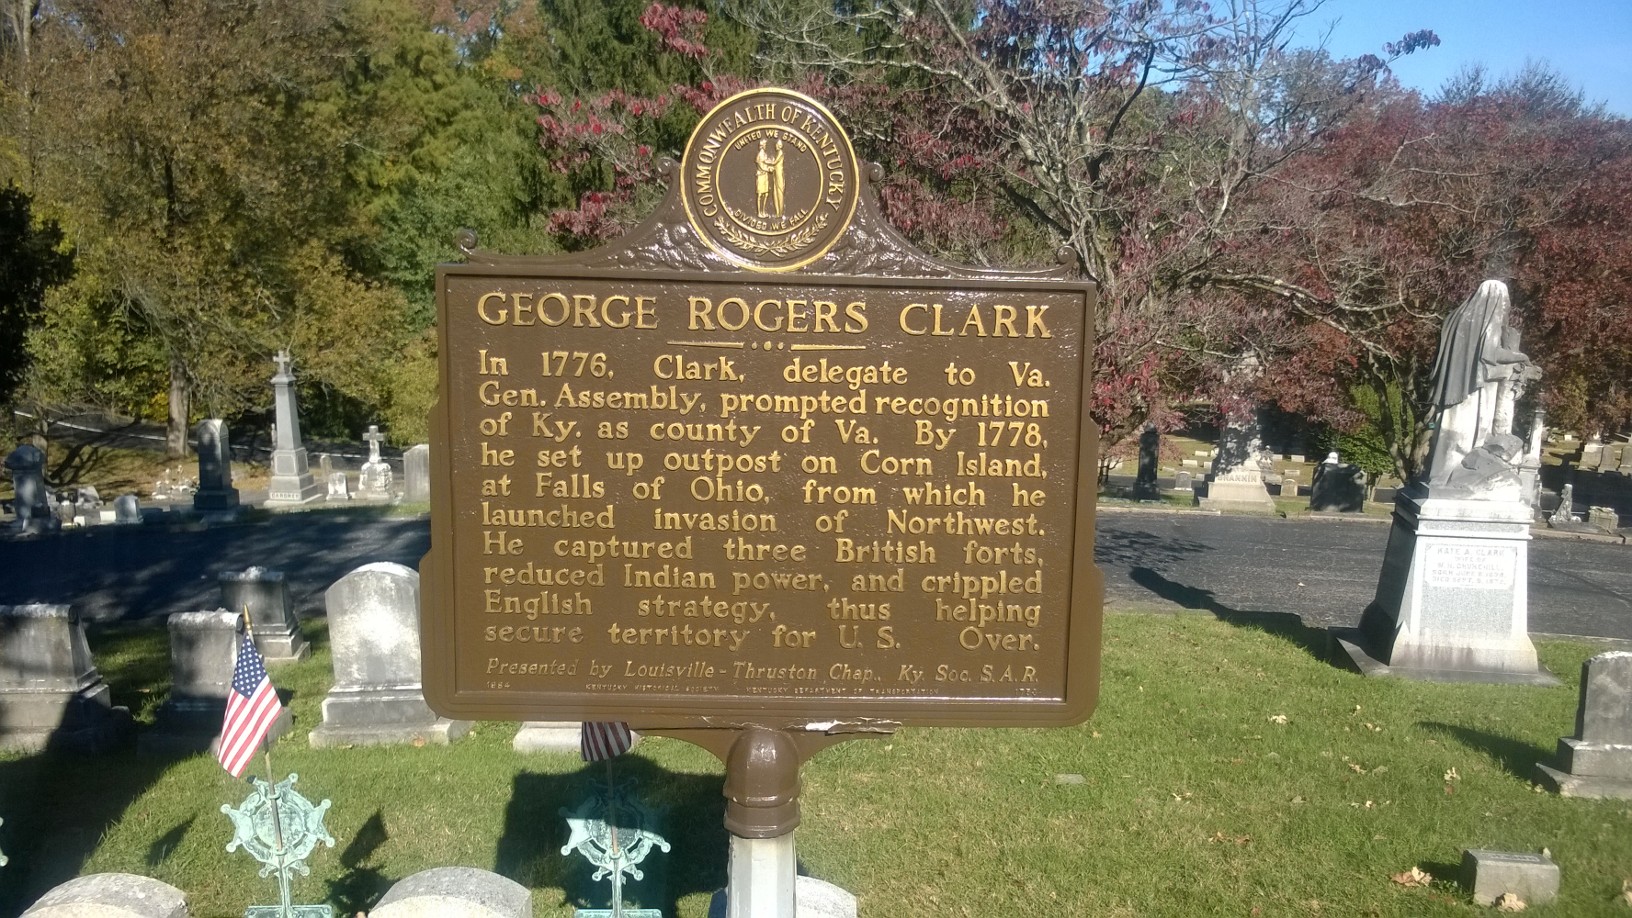 COMMONWEALTH OF KENTUCKY
UNITED WE STAND
DIVIDED WE FALL
GEORGE ROGERS CLARK
In 1776, Clark, delegate to Va.
Gen. Assembly, prompted recognition
of Ky. as county of Va. By 1778,
he set up outpost on Corn Island,
at Falls of Ohio, from which he
launched invasion of Northwest.
He captured three British forts,
reduced Indian power, and crippled
English strategy, thus helping
secure territory for U. S. Over.
Presented by Louisville - Thruston Chap., Ky. Soc. S. A. R.
KENTUCKY HISTORICAL SOCIETY KENTUCKY DEPARTMENT OF TRANSPORTATION
KATE A. CLARK
WIFE OF